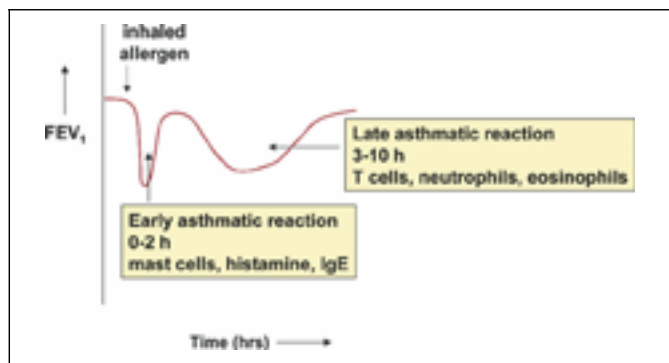 inhaled
allergen
FEV₁
Late asthmatic reaction
3-10 h
T cells, neutrophils, eosinophils
Early asthmatic reaction
0-2 h
mast cells, histamine, IgE
Time (hrs)